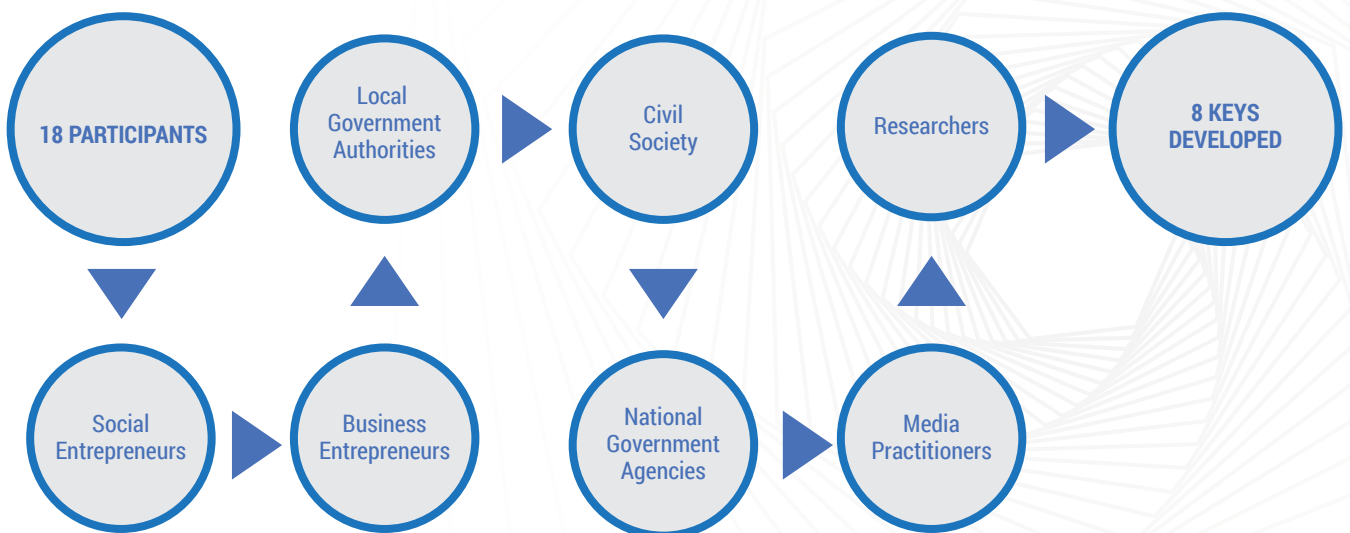 18 PARTICIPANTS
Social
Entrepreneurs
Business
Entrepreneurs
Local
Government
Authorities
Civil
Society
National
Government
Agencies
Media
Practitioners
Researchers
8 KEYS
DEVELOPED